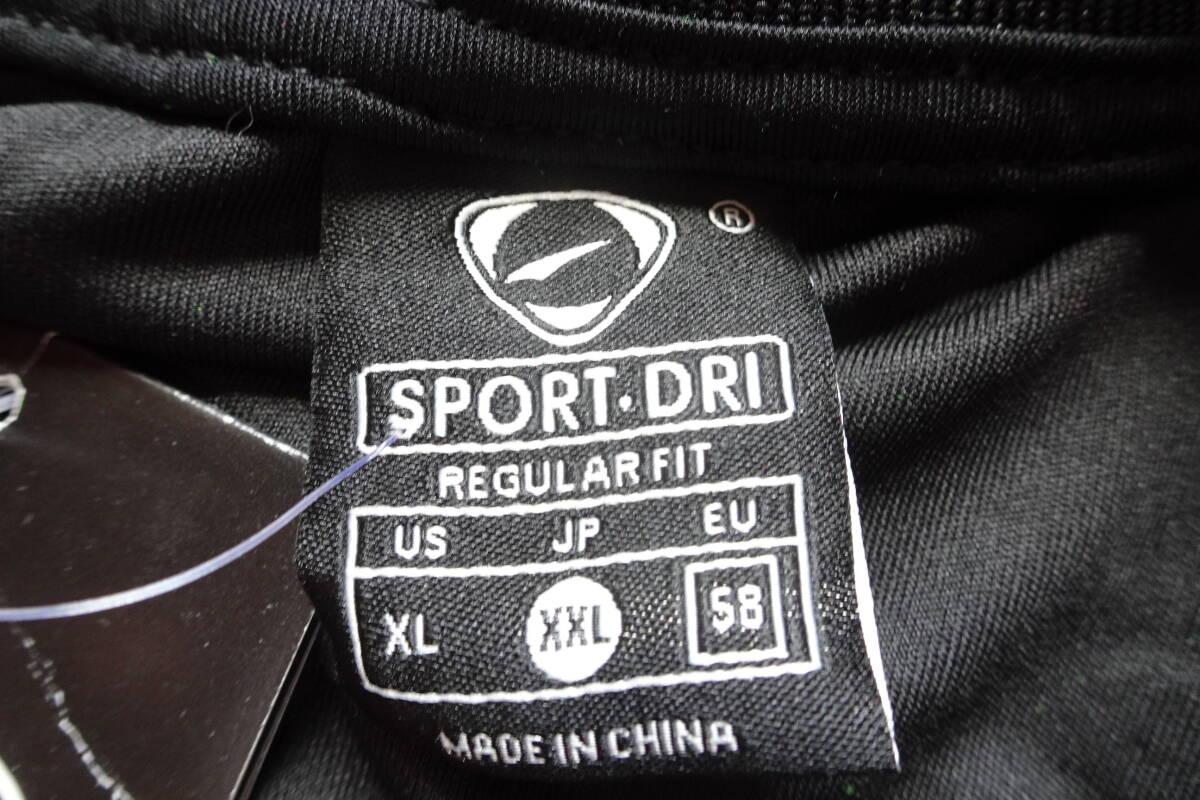 ®
SPORT·DRI
REGULAR FIT
US JP EU
XL XXL 58
MADE IN CHINA